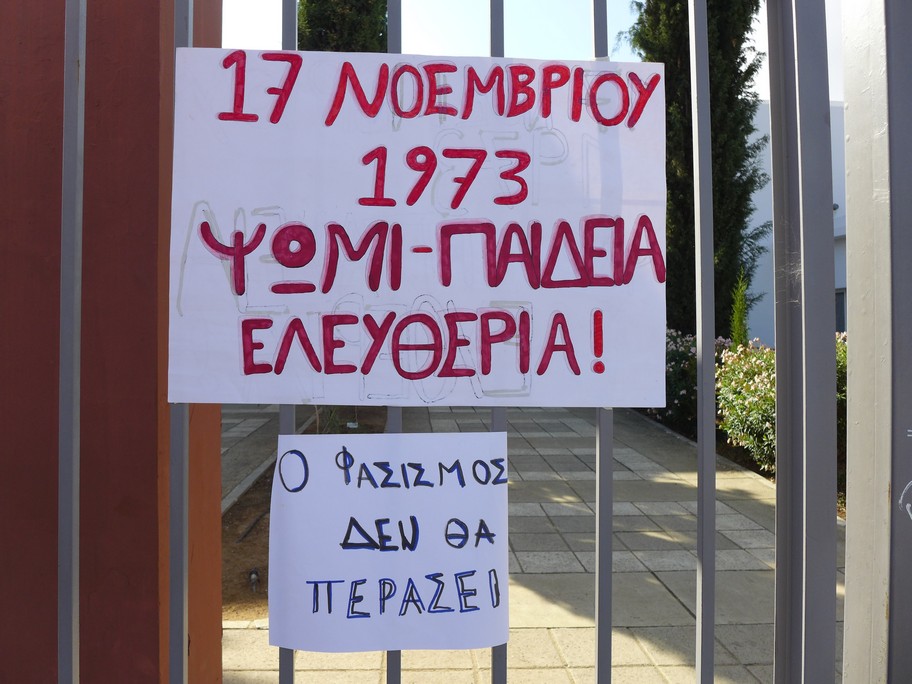 17 ΝΟΕΜΒΡΙΟΥ
1973
ΨΩΜΙ-ΠΑΙΔΕΙΑ
ΕΛΕΥΘΕΡΙΑ!
Ο ΦΑΣΙΣΜΟΣ
ΔΕΝ ΘΑ
ΠΕΡΑΣΕΙ